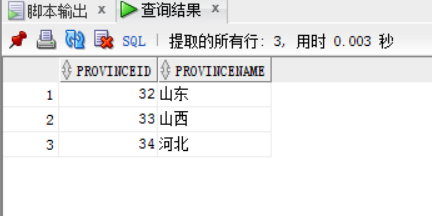 脚本输出 × 查询结果 ×
SQL | 提取的所有行: 3, 用时 0.003 秒
PROVINCEID PROVINCENAME
1 32 山东
2 33 山西
3 34 河北